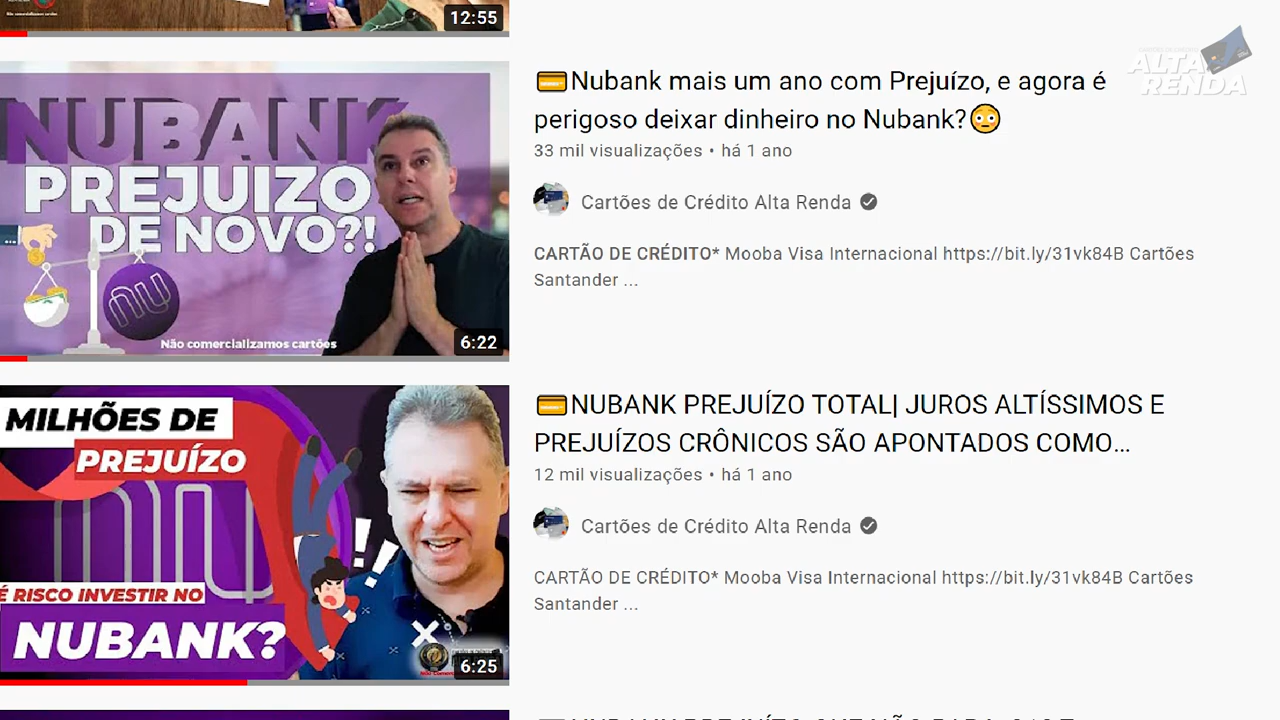 12:55
ALTA
RENDA
NUBANK
PREJUIZO
DE NOVO?!
nu
Não comercializamos cartões
6:22
Nubank mais um ano com Prejuízo, e agora é
perigoso deixar dinheiro no Nubank?😳
33 mil visualizações • há 1 ano
Cartões de Crédito Alta Renda
CARTÃO DE CRÉDITO* Mooba Visa Internacional https://bit.ly/31vk84B Cartões
Santander ...
MILHÕES DE
PREJUÍZO
nu
!!
É RISCO INVESTIR NO
NUBANK?
6:25
NUBANK PREJUÍZO TOTAL| JUROS ALTÍSSIMOS E
PREJUÍZOS CRÔNICOS SÃO APONTADOS COMO...
12 mil visualizações • há 1 ano
Cartões de Crédito Alta Renda
CARTÃO DE CRÉDITO* Mooba Visa Internacional https://bit.ly/31vk84B Cartões
Santander ...